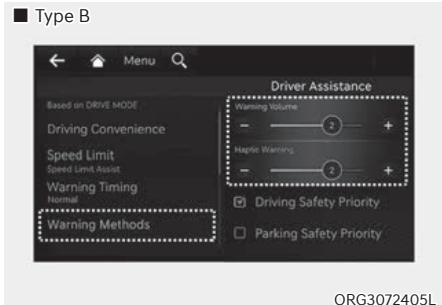 ■ Type B
Menu
Driver Assistance
Based on DRIVE MODE
Driving Convenience
Speed Limit
Speed Limit Assist
Warning Timing
Normal
Warning Methods
Warning Volume
- 2 +
Haptic Warning
- 2 +
Driving Safety Priority
Parking Safety Priority
ORG3072405L